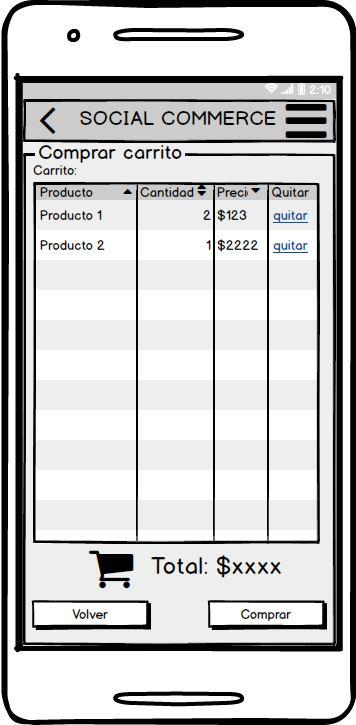 2:10
SOCIAL COMMERCE
Comprar carrito
Carrito:
Producto Cantidad Preci Quitar
Producto 1 2 $123 quitar
Producto 2 1 $2222 quitar
Total: $xxxx
Volver Comprar